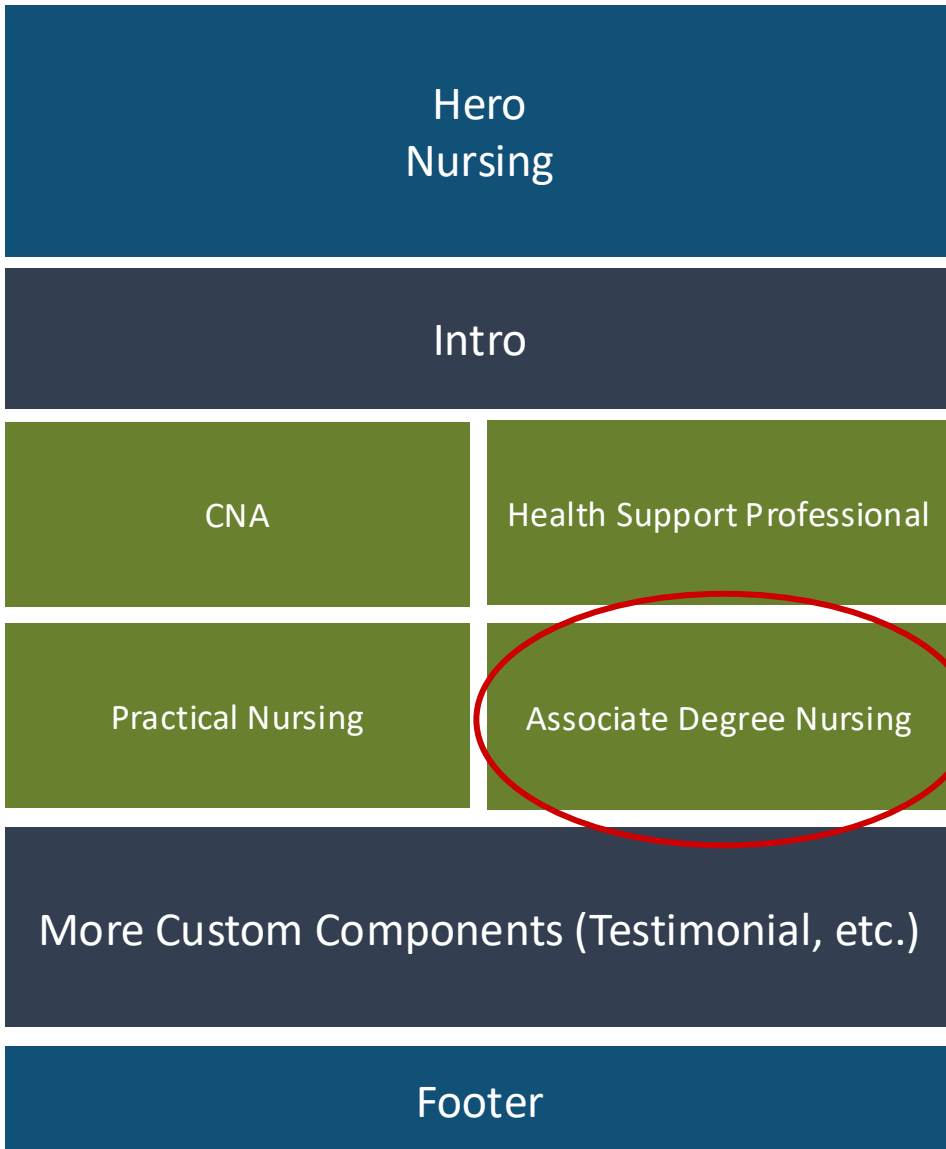 Hero
Nursing
Intro
CNA
Health Support Professional
Practical Nursing
Associate Degree Nursing
More Custom Components (Testimonial, etc.)
Footer